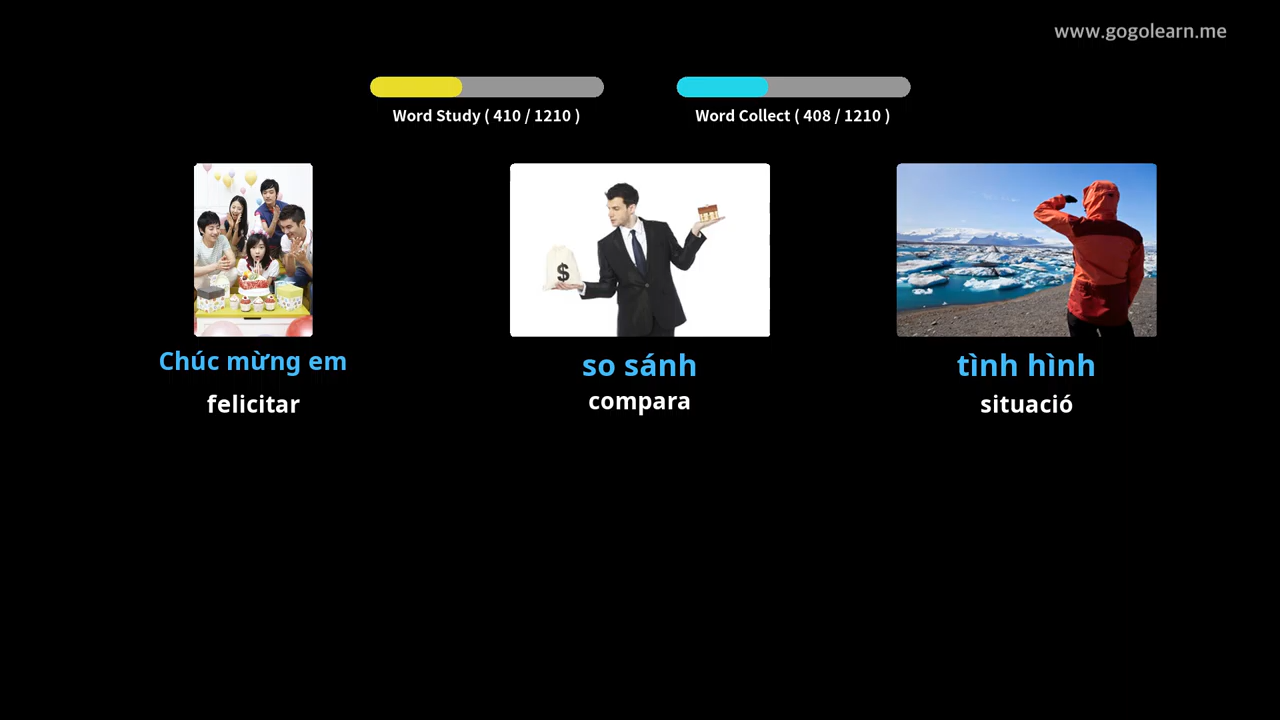 www.gogolearn.me
Word Study ( 410 / 1210 )
Word Collect ( 408 / 1210 )
$
Chúc mừng em
so sánh
tình hình
felicitar
compara
situació